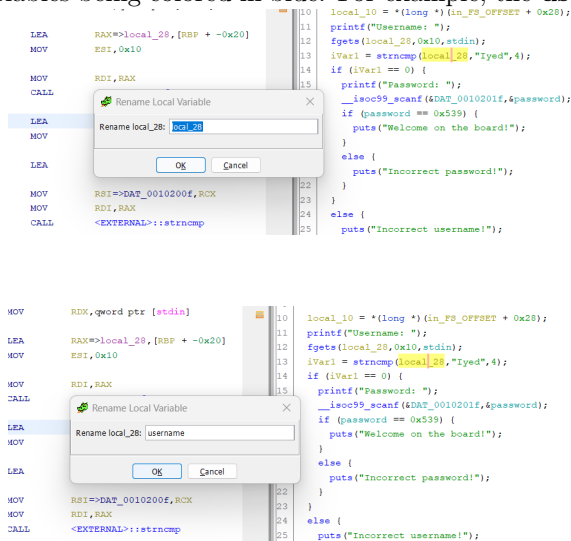 LEA RAX=>local_28,[RBP + -0x20]
MOV ESI,0x10
MOV RDI,RAX
CALL
LEA
MOV
LEA
MOV RSI=>DAT_0010200f,RCX
MOV RDI,RAX
CALL <EXTERNAL>::strncmp
10 local_10 = *(long *)(in_FS_OFFSET + 0x28);
11 printf("Username: ");
12 fgets(local_28,0x10,stdin);
13 iVar1 = strncmp(local_28,"Iyed",4);
14 if (iVar1 == 0) {
15 printf("Password: ");
__isoc99_scanf(&DAT_0010201f,&password);
if (password == 0x539) {
puts("Welcome on the board!");
}
else {
puts("Incorrect password!");
22 }
23 }
24 else {
25 puts("Incorrect username!");
Rename Local Variable
Rename local_28: local_28
OK Cancel
MOV RDX,qword ptr [stdin]
LEA RAX=>local_28,[RBP + -0x20]
MOV ESI,0x10
MOV RDI,RAX
CALL
LEA
MOV
LEA
MOV RSI=>DAT_0010200f,RCX
MOV RDI,RAX
CALL <EXTERNAL>::strncmp
10 local_10 = *(long *)(in_FS_OFFSET + 0x28);
11 printf("Username: ");
12 fgets(local_28,0x10,stdin);
13 iVar1 = strncmp(local_28,"Iyed",4);
14 if (iVar1 == 0) {
15 printf("Password: ");
__isoc99_scanf(&DAT_0010201f,&password);
if (password == 0x539) {
puts("Welcome on the board!");
}
else {
puts("Incorrect password!");
22 }
23 }
24 else {
25 puts("Incorrect username!");
Rename Local Variable
Rename local_28: username
OK Cancel